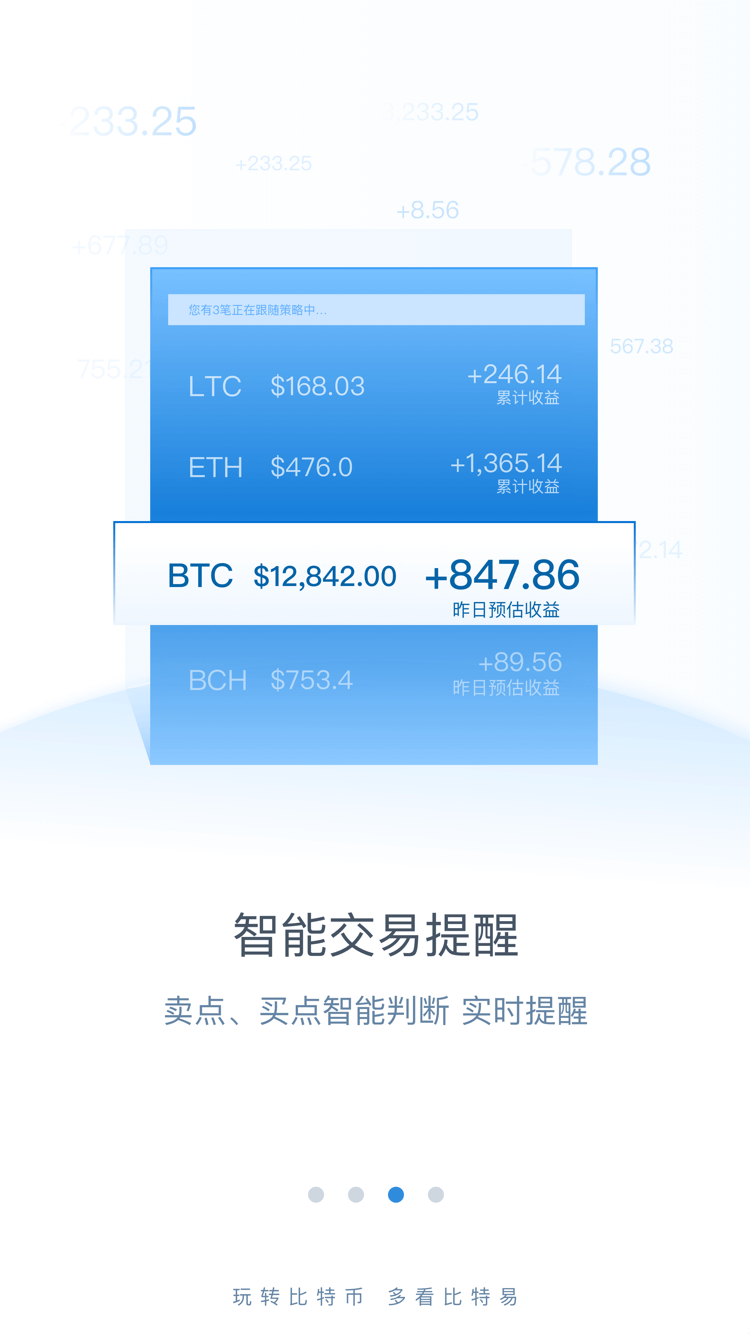 233.25
,233.25
+233.25
-578.28
+8.56
+677.89
您有3笔正在跟随策略中...
567.38
755.2
LTC $168.03 +246.14
累计收益
ETH $476.0 +1,365.14
累计收益
2.14
BTC $12,842.00 +847.86
昨日预估收益
BCH $753.4 +89.56
昨日预估收益
智能交易提醒
卖点、买点智能判断 实时提醒
玩转比特币 多看比特易